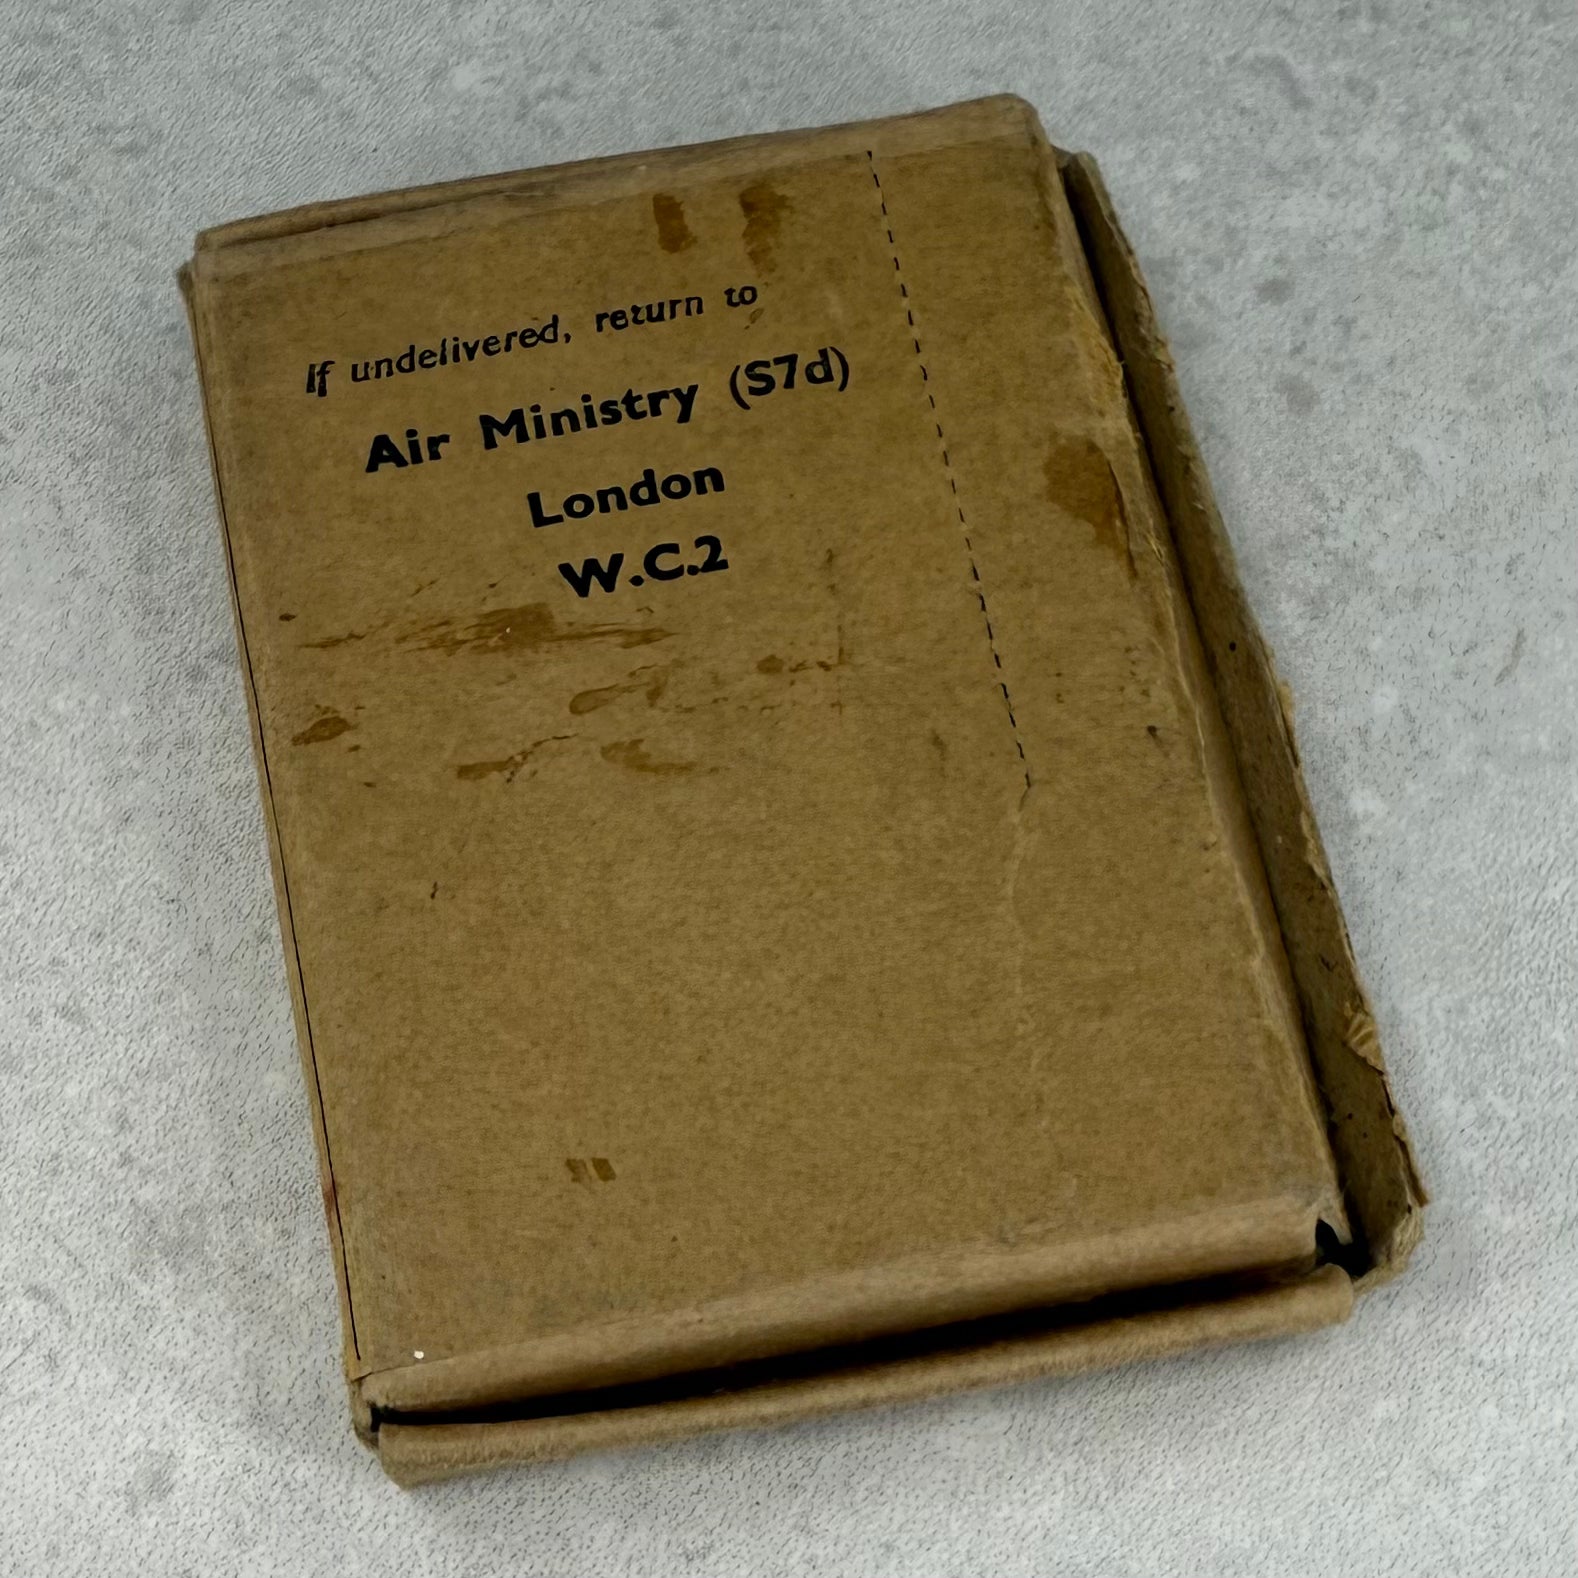 If undelivered, return to
Air Ministry (S7d)
London
W.C.2